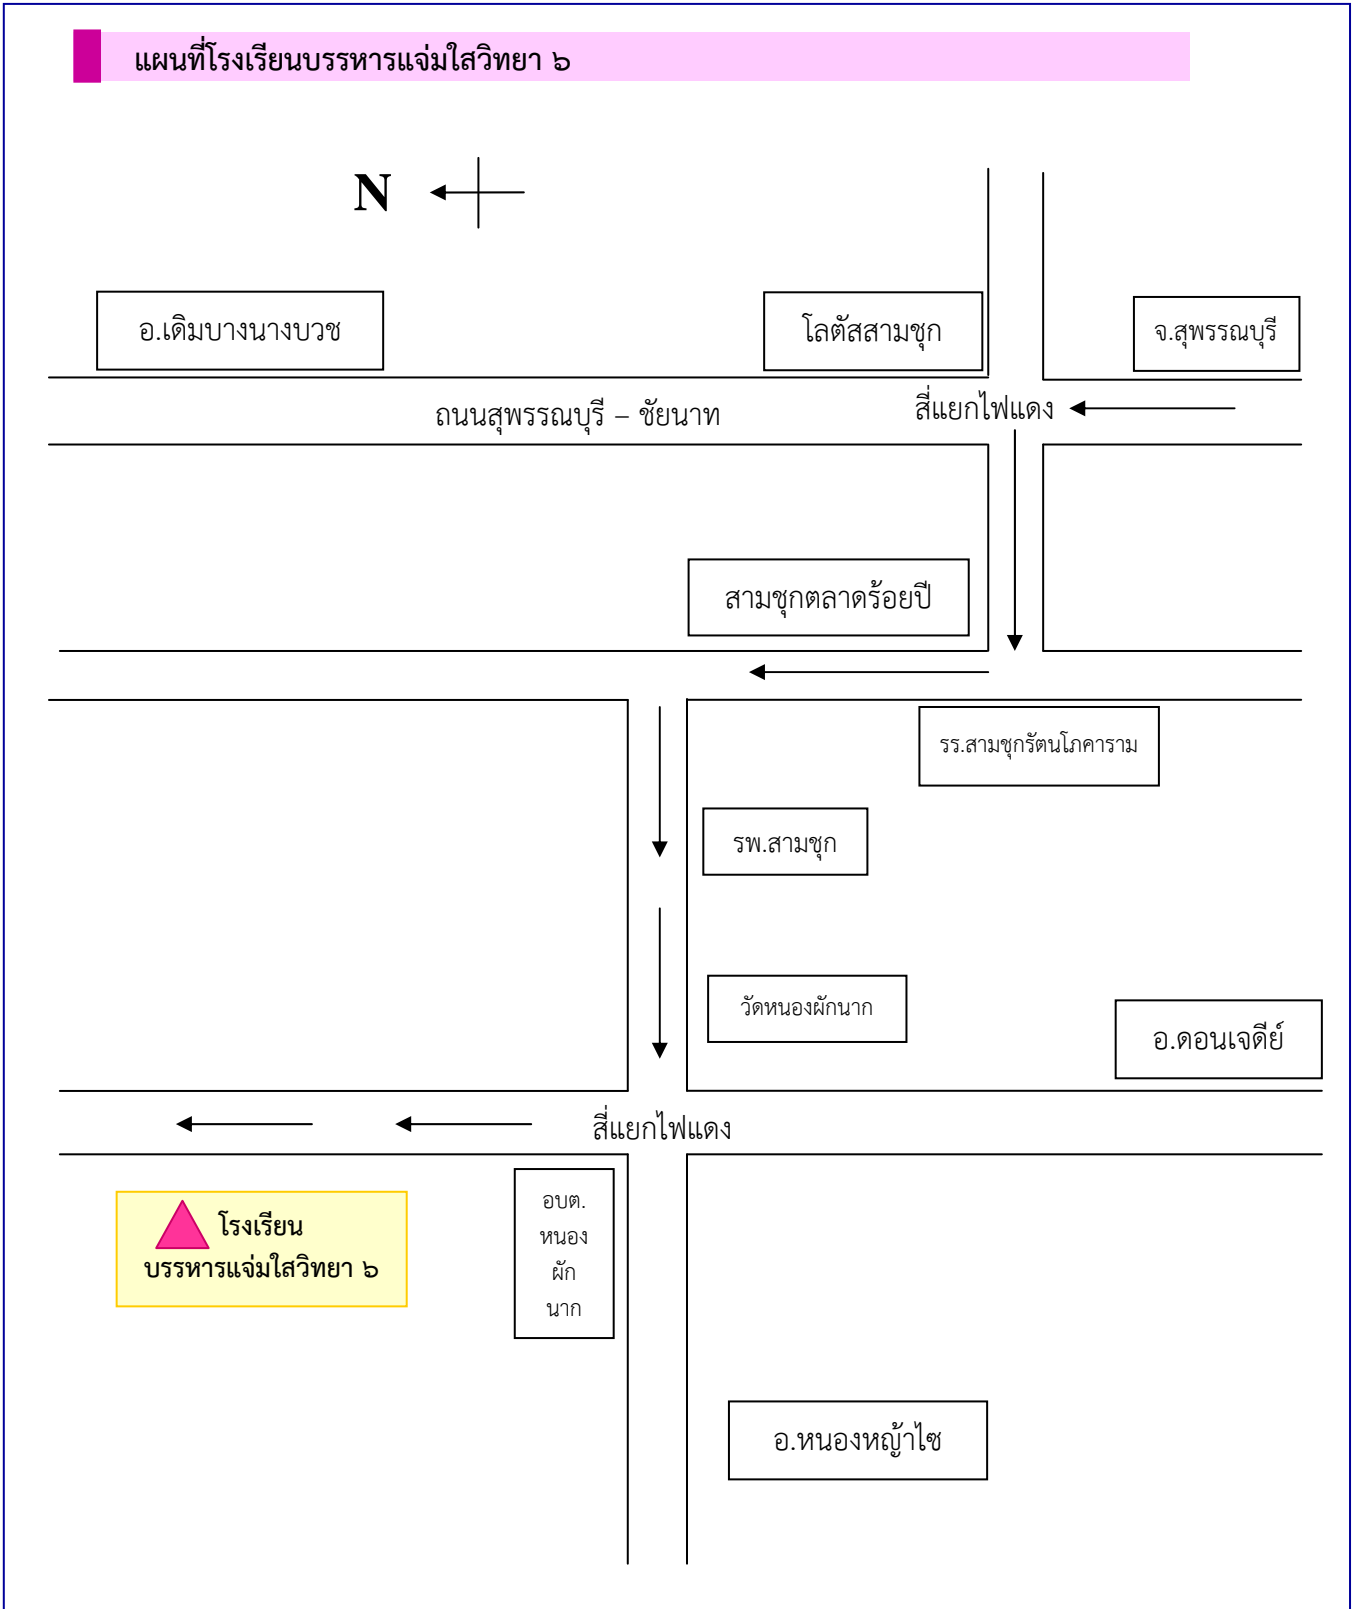 แผนที่โรงเรียนบรรหารแจ่มใสวิทยา ๖
N
อ.เดิมบางนางบวช
โลตัสสามชุก
จ.สุพรรณบุรี
ถนนสุพรรณบุรี – ชัยนาท
สี่แยกไฟแดง
สามชุกตลาดร้อยปี
รร.สามชุกรัตนโภคาราม
รพ.สามชุก
วัดหนองผักนาก
อ.ดอนเจดีย์
สี่แยกไฟแดง
โรงเรียน
บรรหารแจ่มใสวิทยา ๖
อบต.
หนอง
ผัก
นาก
อ.หนองหญ้าไซ